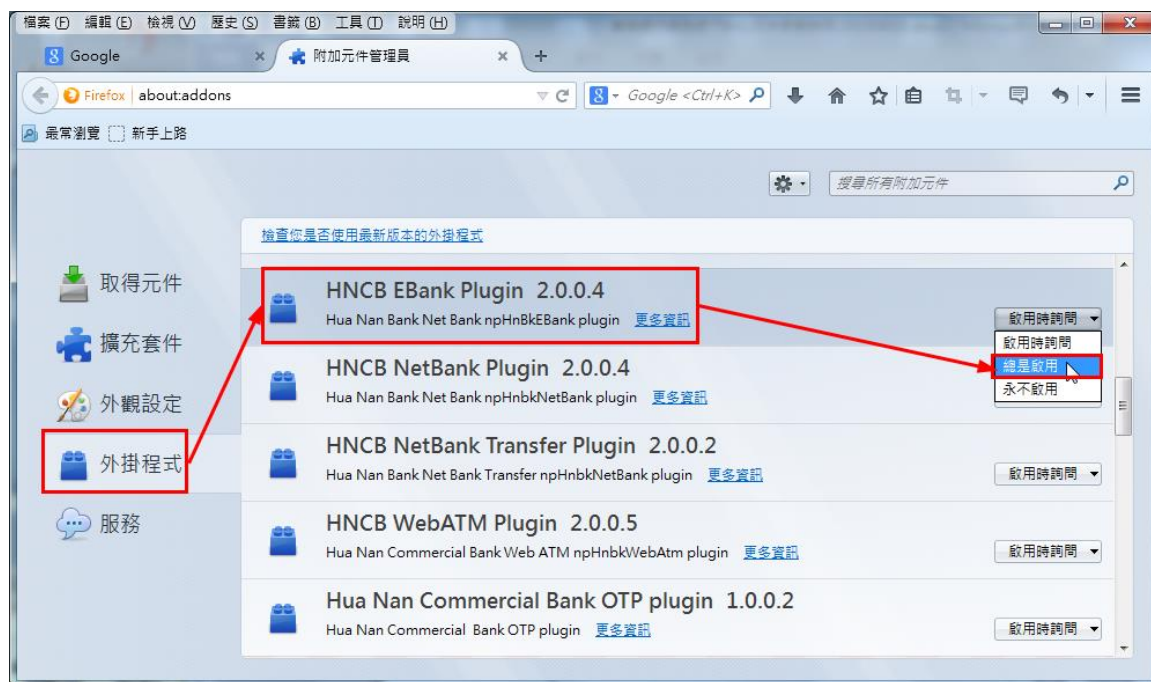 檔案(F) 編輯(E) 檢視(V) 歷史(S) 書籤(B) 工具(T) 說明(H)
Google
附加元件管理員
Firefox about:addons
Google <Ctrl+K>
最常瀏覽 新手上路
搜尋所有附加元件
檢查您是否使用最新版本的外掛程式
取得元件
擴充套件
外觀設定
外掛程式
服務
HNCB EBank Plugin 2.0.0.4
Hua Nan Bank Net Bank npHnBkEBank plugin 更多資訊
啟用時詢問
啟用時詢問
總是啟用
永不啟用
HNCB NetBank Plugin 2.0.0.4
Hua Nan Bank Net Bank npHnbkNetBank plugin 更多資訊
HNCB NetBank Transfer Plugin 2.0.0.2
Hua Nan Bank Net Bank Transfer npHnbkNetBank plugin 更多資訊
啟用時詢問
HNCB WebATM Plugin 2.0.0.5
Hua Nan Commercial Bank Web ATM npHnbkWebAtm plugin 更多資訊
啟用時詢問
Hua Nan Commercial Bank OTP plugin 1.0.0.2
Hua Nan Commercial Bank OTP plugin 更多資訊
啟用時詢問